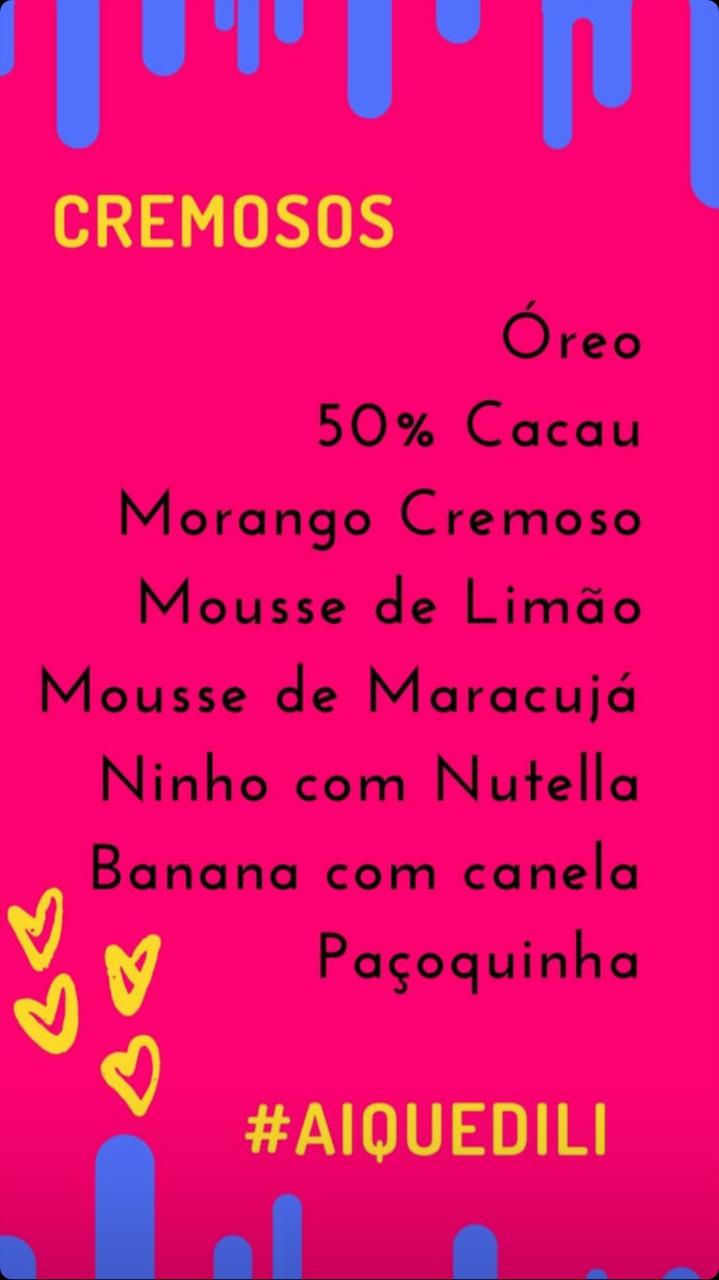 CREMOSOS
Óreo
50% Cacau
Morango Cremoso
Mousse de Limão
Mousse de Maracujá
Ninho com Nutella
Banana com canela
Paçoquinha
#AIQUEDILI